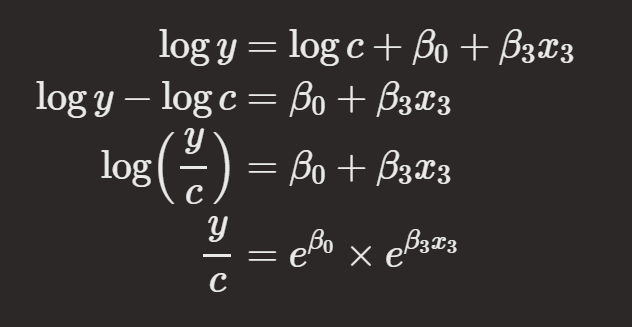 log y = log c + β₀ + β₃x₃
log y − log c = β₀ + β₃x₃
log(y/c) = β₀ + β₃x₃
y/c = e^β₀ × e^β₃x₃